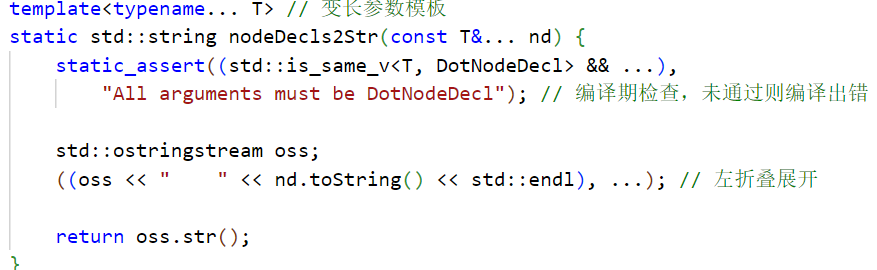 template<typename... T> // 变长参数模板
static std::string nodeDecls2Str(const T&... nd) {
    static_assert((std::is_same_v<T, DotNodeDecl> && ...),
        "All arguments must be DotNodeDecl"); // 编译期检查，未通过则编译出错
    std::ostringstream oss;
    ((oss << "    " << nd.toString() << std::endl), ...); // 左折叠展开
    return oss.str();
}